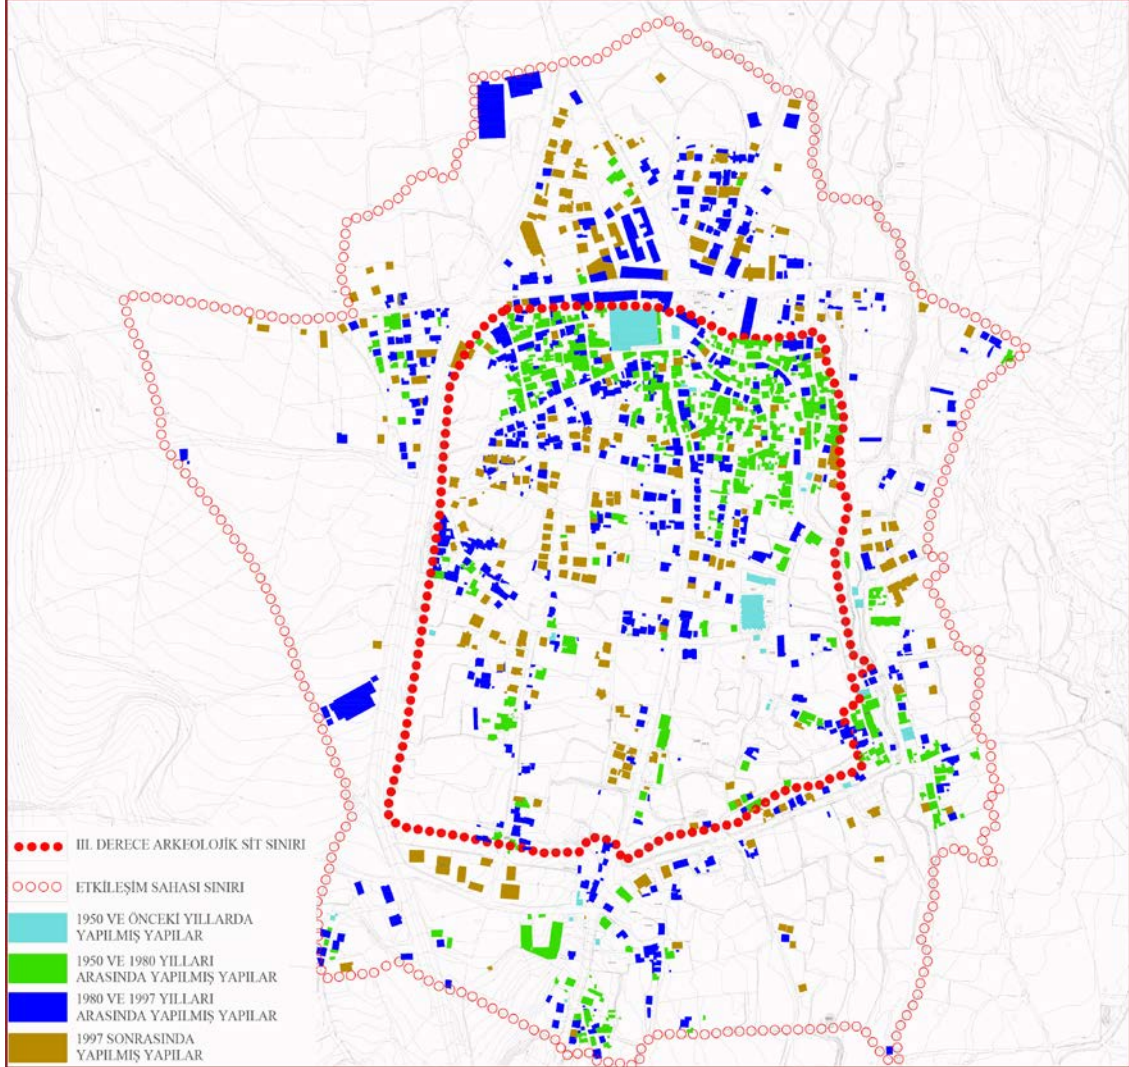 III. DERECE ARKEOLOJİK SİT SINIRI
ETKİLEŞİM SAHASI SINIRI
1950 VE ÖNCEKİ YILLARDA
YAPILMIŞ YAPILAR
1950 VE 1980 YILLARI
ARASINDA YAPILMIŞ YAPILAR
1980 VE 1997 YILLARI
ARASINDA YAPILMIŞ YAPILAR
1997 SONRASINDA
YAPILMIŞ YAPILAR